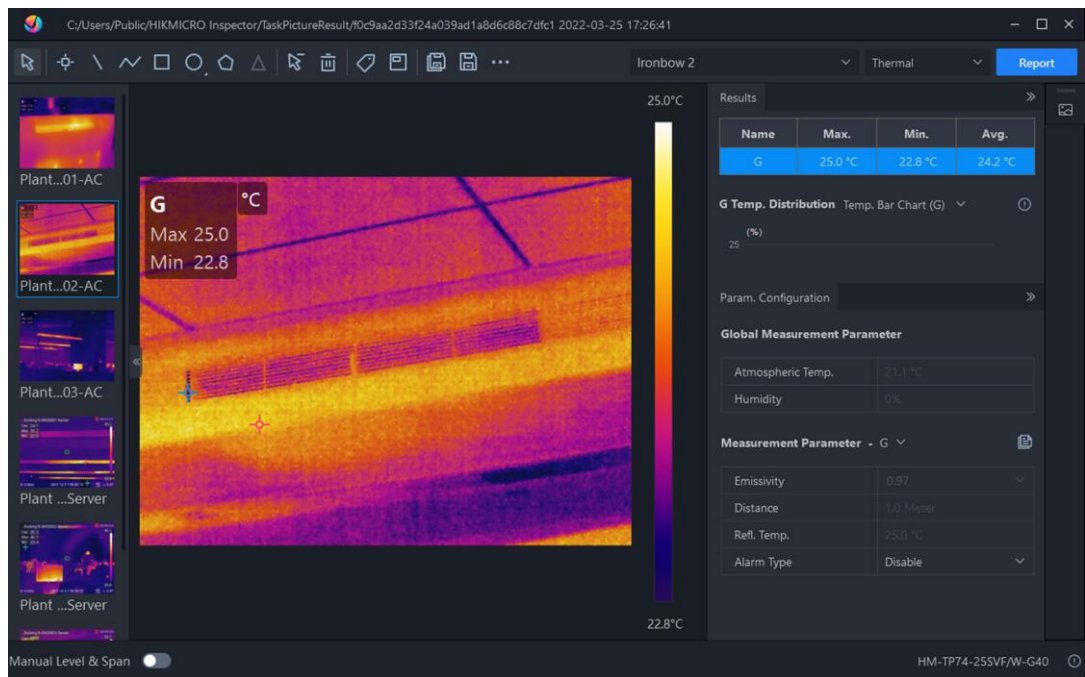 C:/Users/Public/HIKMICRO Inspector/TaskPictureResult/f0c9aa2d33f24a039ad1a8d6c88c7dfc1 2022-03-25 17:26:41
Ironbow 2
Thermal
Report
Plant...01-AC
Plant...02-AC
Plant...03-AC
Plant ...Server
Plant ...Server
G
°C
Max 25.0
Min 22.8
25.0°C
22.8°C
Results
Name Max. Min. Avg.
G 25.0 °C 22.8 °C 24.2 °C
G Temp. Distribution Temp. Bar Chart (G)
(%)
25
Param. Configuration
Global Measurement Parameter
Atmospheric Temp. 21.1 °C
Humidity 0%
Measurement Parameter - G
Emissivity 0.97
Distance 1.0 Meter
Refl. Temp. 25.0 °C
Alarm Type Disable
Manual Level & Span
HM-TP74-25SVF/W-G40